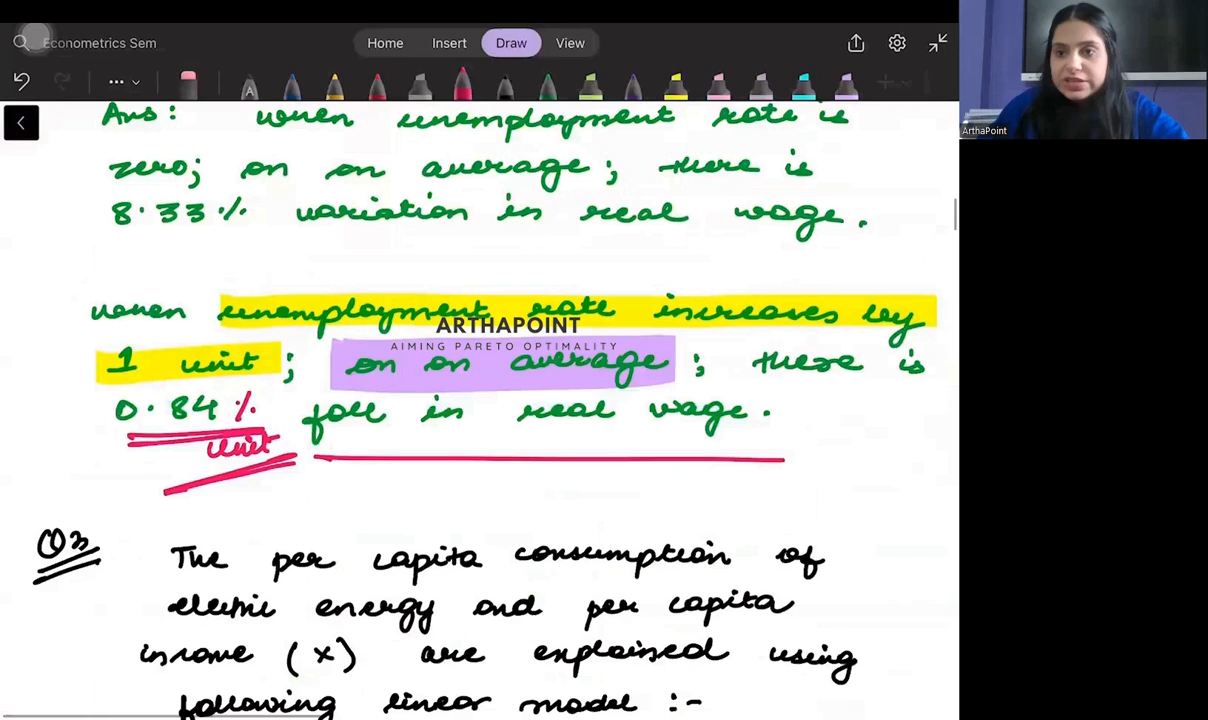 Econometrics Sem
Home Insert Draw View
ArthaPoint
Ans: when unemployment rate is
zero; on an average; there is
8.33% variation in real wage.
when unemployment rate increases by
ARTHAPOINT
AIMING PARETO OPTIMALITY
1 unit; on an average; there is
0.84% fall in real wage.
unit
Q3 The per capita consumption of
electric energy and per capita
income (x) are explained using
following linear model :-